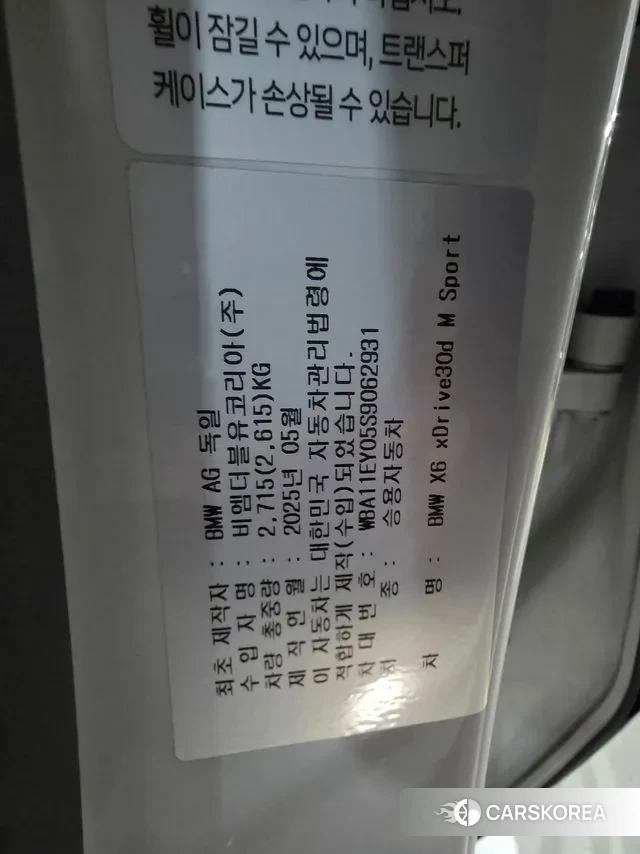 휠이 잠길 수 있으며, 트랜스퍼
케이스가 손상될 수 있습니다.
최초 제작자 : BMW AG 독일
수 입 자 명 : 비엠더블유코리아(주)
차량 총중량 : 2,715(2,615)KG
제 작 연 월 : 2025년 05월
이 자동차는 대한민국 자동차관리법령에
적합하게 제작(수입)되었습니다.
차 대 번 호 : WBA11EY05S9062931
차 종 : 승용자동차
차 명 : BMW X6 xDrive30d M Sport
CARSKOREA